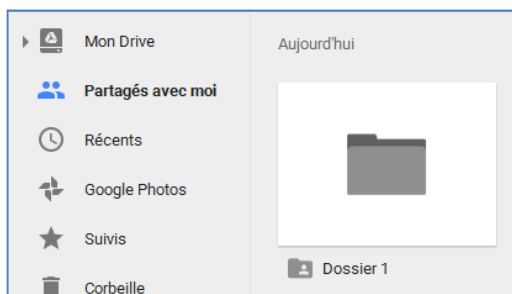 Mon Drive
Partagés avec moi
Récents
Google Photos
Suivis
Corbeille
Aujourd'hui
Dossier 1